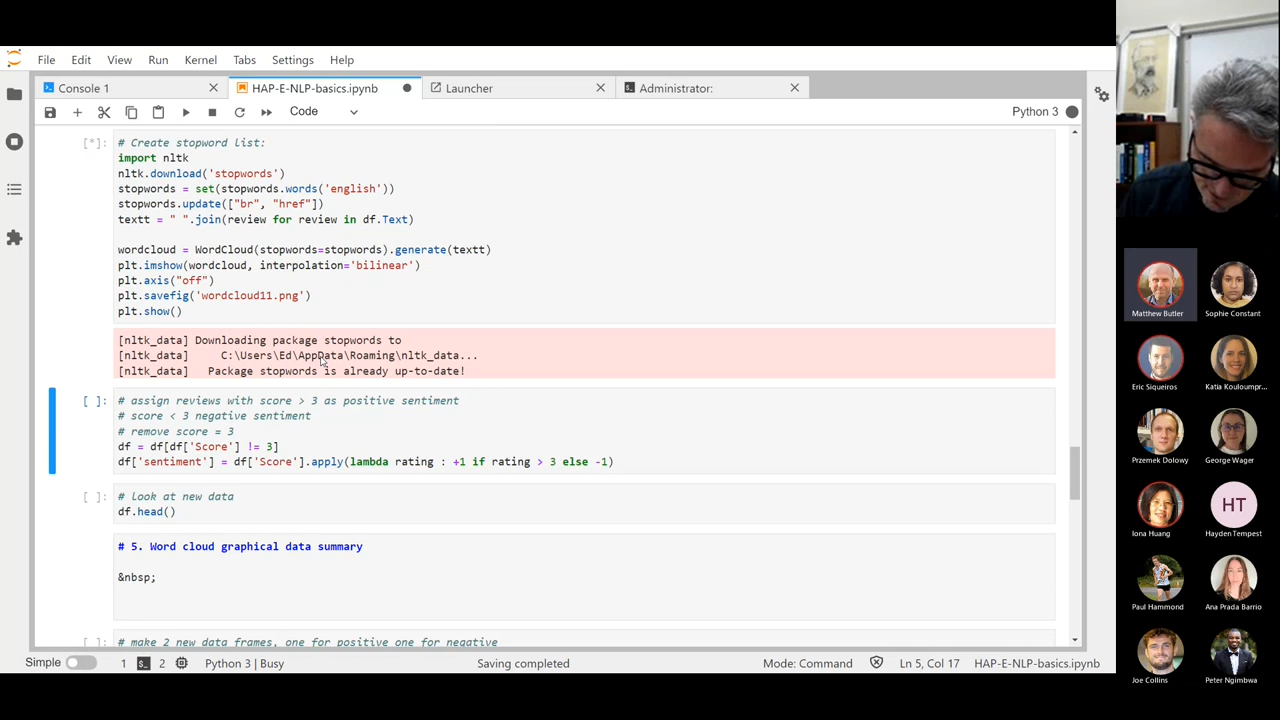 File Edit View Run Kernel Tabs Settings Help
Console 1
HAP-E-NLP-basics.ipynb
Launcher
Administrator:
Code
Python 3
[*]:
# Create stopword list:
import nltk
nltk.download('stopwords')
stopwords = set(stopwords.words('english'))
stopwords.update(["br", "href"])
textt = " ".join(review for review in df.Text)
wordcloud = WordCloud(stopwords=stopwords).generate(textt)
plt.imshow(wordcloud, interpolation='bilinear')
plt.axis("off")
plt.savefig('wordcloud11.png')
plt.show()
[nltk_data] Downloading package stopwords to
[nltk_data] C:\Users\Ed\AppData\Roaming\nltk_data...
[nltk_data] Package stopwords is already up-to-date!
[ ]:
# assign reviews with score > 3 as positive sentiment
# score < 3 negative sentiment
# remove score = 3
df = df[df['Score'] != 3]
df['sentiment'] = df['Score'].apply(lambda rating : +1 if rating > 3 else -1)
[ ]:
# look at new data
df.head()
# 5. Word cloud graphical data summary
&nbsp;
[ ]:
# make 2 new data frames, one for positive one for negative
Simple 1 2 Python 3 | Busy Saving completed Mode: Command Ln 5, Col 17 HAP-E-NLP-basics.ipynb
Matthew Butler
Sophie Constant
Eric Siqueiros
Katia Kouloumpr...
Przemek Dolowy
George Wager
HT
Iona Huang
Hayden Tempest
Paul Hammond
Ana Prada Barrio
Joe Collins
Peter Ngimbwa